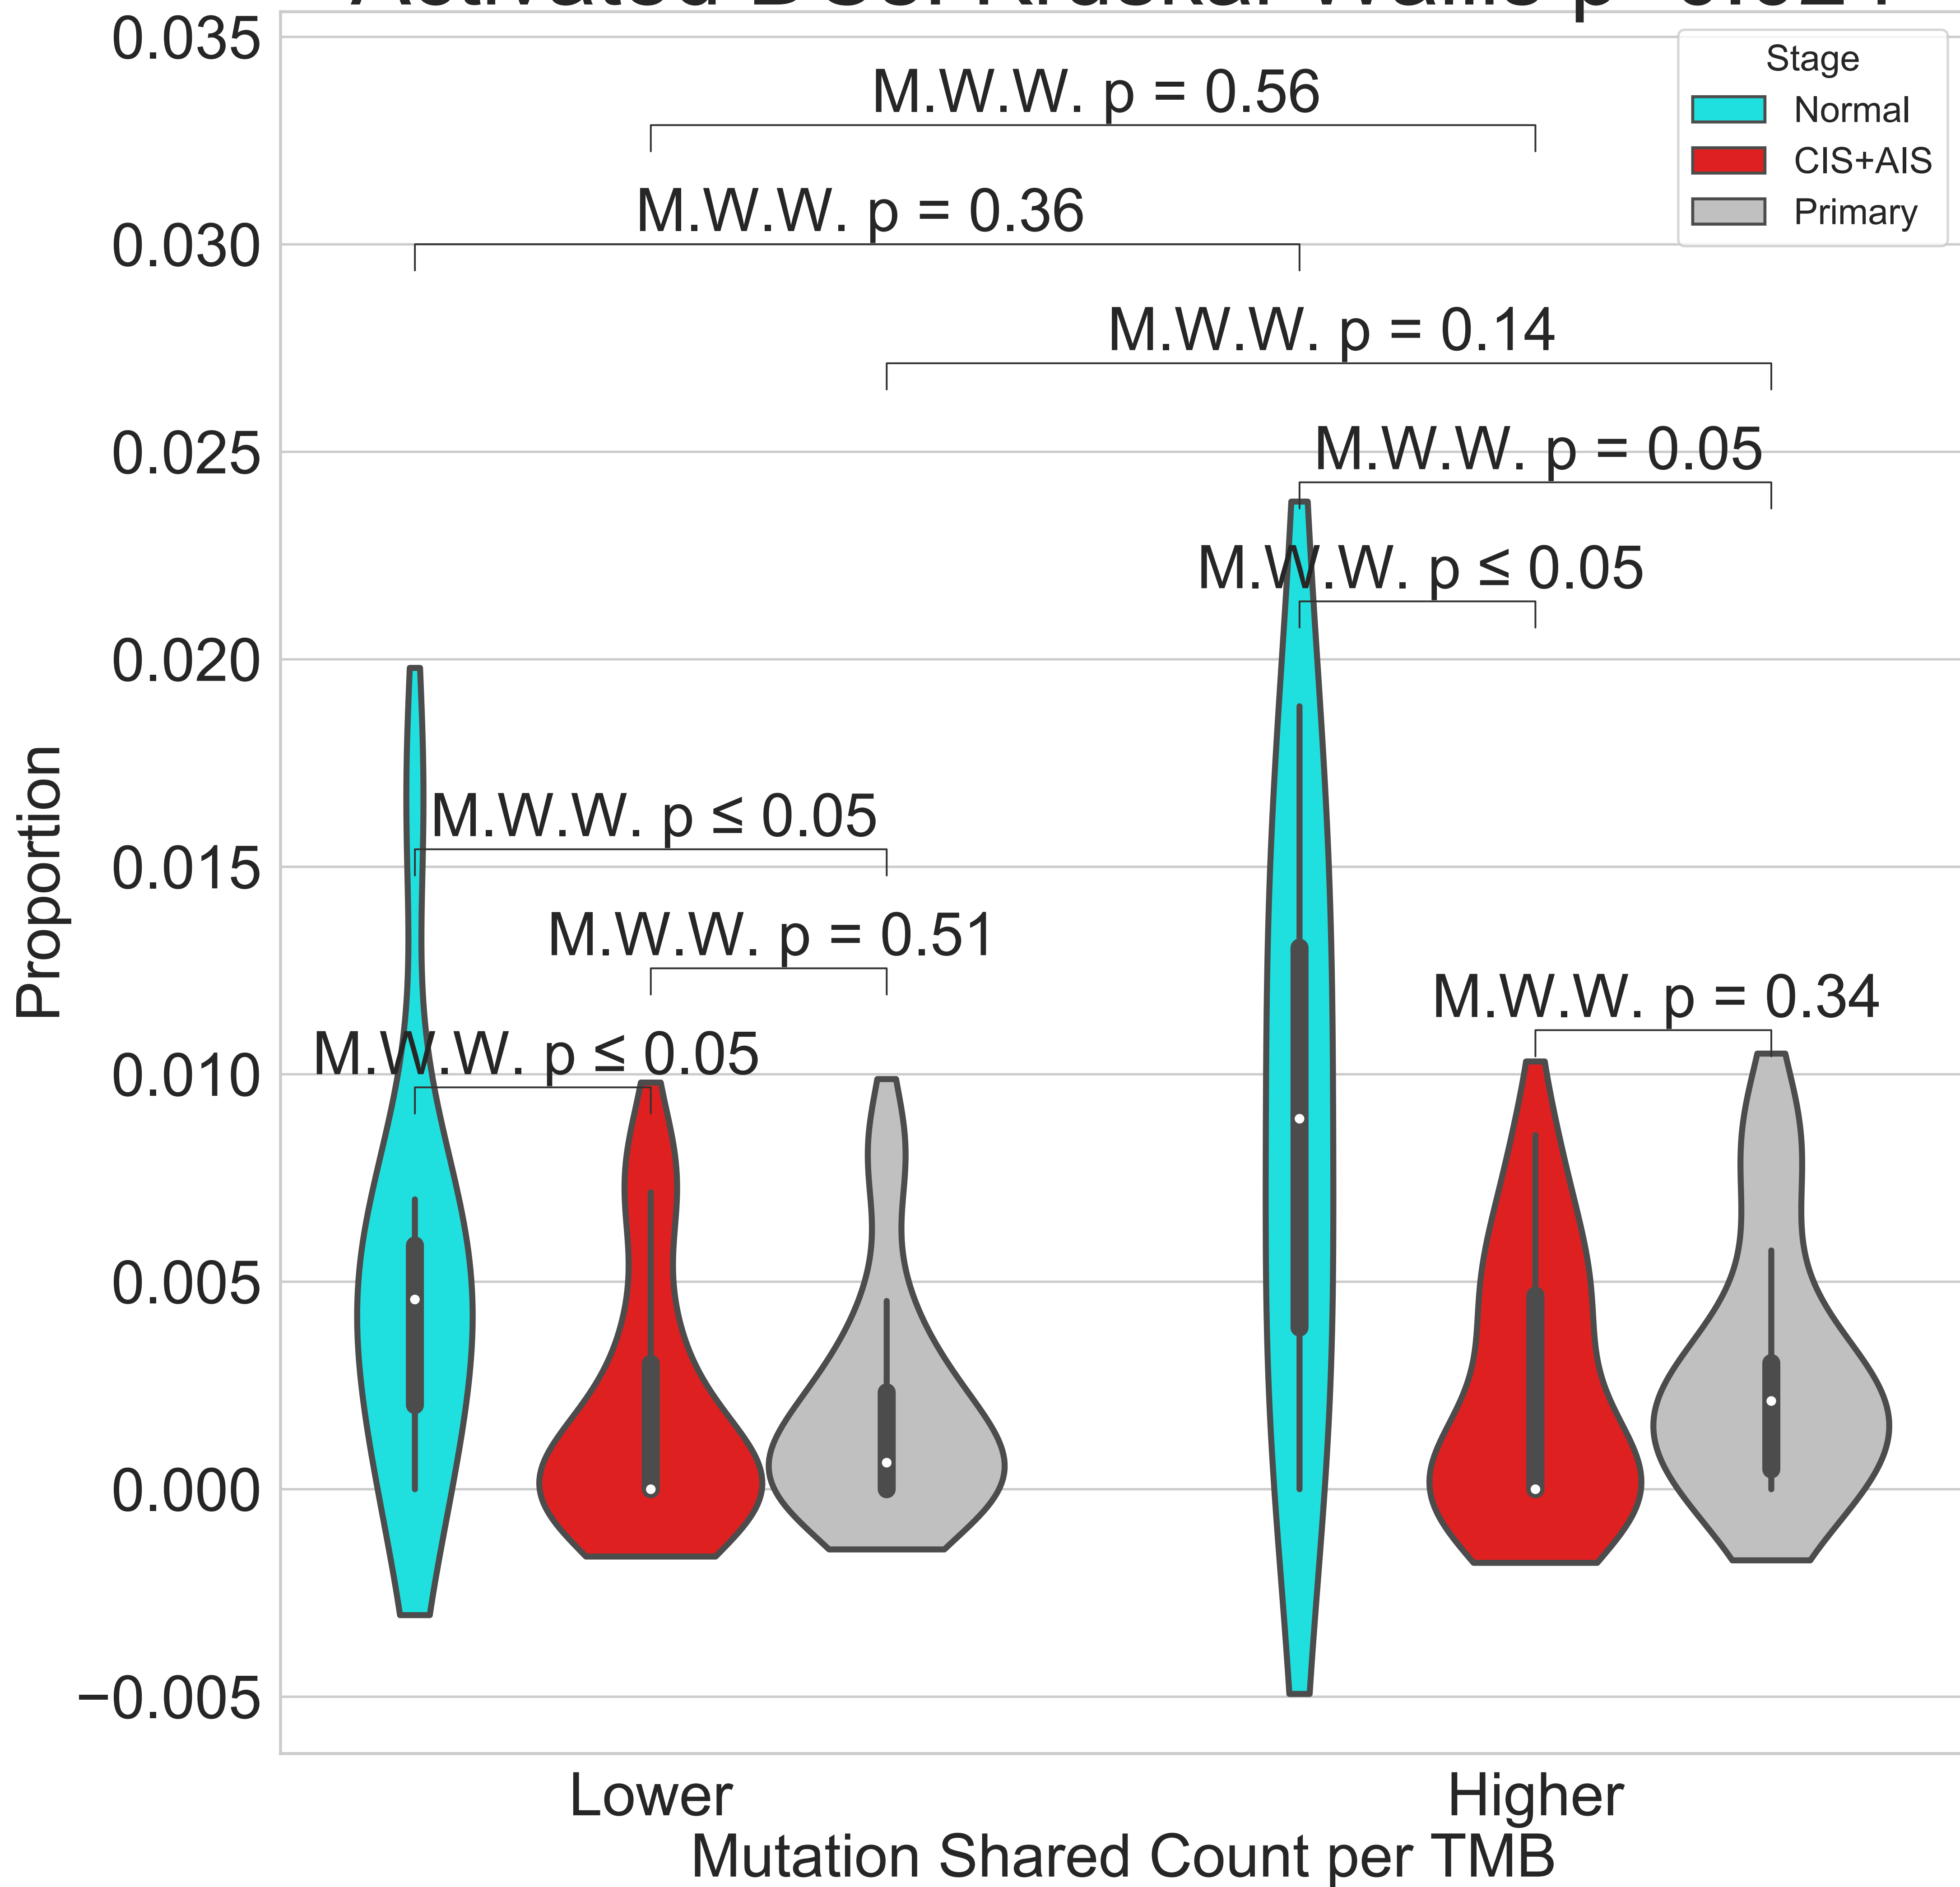 0.035
0.030
0.025
0.020
0.015
0.010
0.005
0.000
−0.005
Proportion
Stage
Normal
CIS+AIS
Primary
M.W.W. p = 0.56
M.W.W. p = 0.36
M.W.W. p = 0.14
M.W.W. p = 0.05
M.W.W. p ≤ 0.05
M.W.W. p ≤ 0.05
M.W.W. p = 0.51
M.W.W. p = 0.34
M.W.W. p ≤ 0.05
Lower
Higher
Mutation Shared Count per TMB